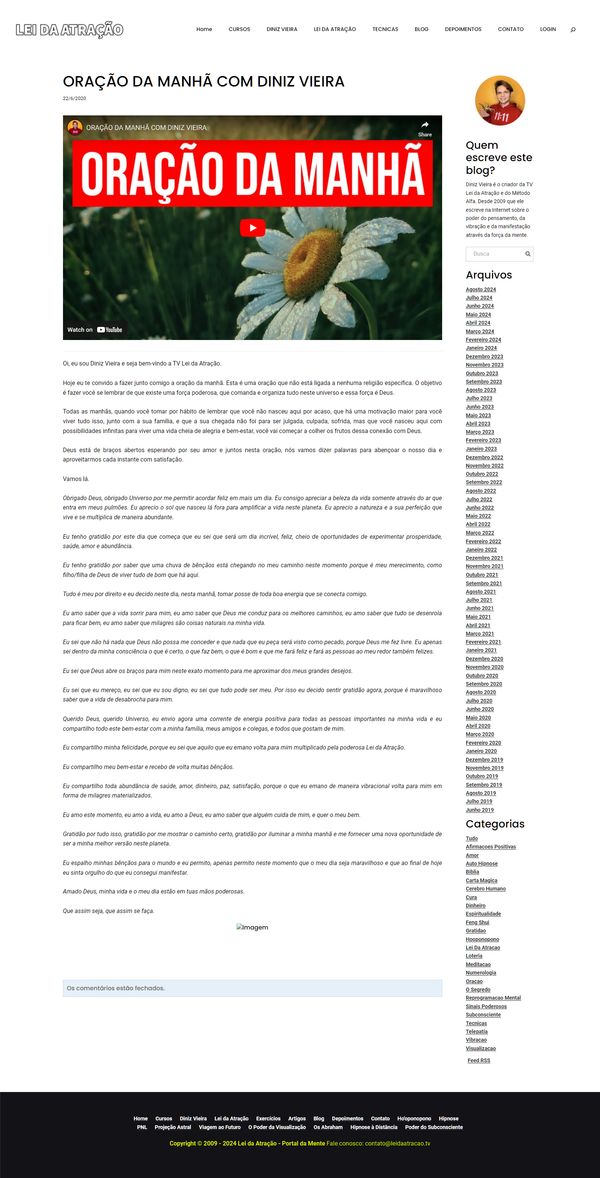 LEI DA ATRAÇÃO
Home CURSOS DINIZ VIEIRA LEI DA ATRAÇÃO TECNICAS BLOG DEPOIMENTOS CONTATO LOGIN
ORAÇÃO DA MANHÃ COM DINIZ VIEIRA
22/6/2020
ORAÇÃO DA MANHÃ COM DINIZ VIEIRA:
Share
ORAÇÃO DA MANHÃ
Watch on YouTube
Oi, eu sou Diniz Vieira e seja bem-vindo a TV Lei da Atração.
Hoje eu te convido a fazer junto comigo a oração da manhã. Esta é uma oração que não está ligada a nenhuma religião específica. O objetivo
é fazer você se lembrar de que existe uma força poderosa, que comanda e organiza tudo neste universo e essa força é Deus.
Todas as manhãs, quando você tomar por hábito de lembrar que você não nasceu aqui por acaso, que há uma motivação maior para você
viver tudo isso, junto com a sua família, e que a sua chegada não foi para ser julgada, culpada, sofrida, mas que você nasceu aqui com
possibilidades infinitas para viver uma vida cheia de alegria e bem-estar, você vai começar a colher os frutos dessa conexão com Deus.
Deus está de braços abertos esperando por seu amor e juntos nesta oração, nós vamos dizer palavras para abençoar o nosso dia e
aproveitarmos cada instante com satisfação.
Vamos lá.
Obrigado Deus, obrigado Universo por me permitir acordar feliz em mais um dia. Eu consigo apreciar a beleza da vida somente através do ar que
entra em meus pulmões. Eu aprecio o sol que nasceu lá fora para amplificar a vida neste planeta. Eu aprecio a natureza e a sua perfeição que
vive e se multiplica de maneira abundante.
Eu tenho gratidão por este dia que começa que eu sei que será um dia incrível, feliz, cheio de oportunidades de experimentar prosperidade,
saúde, amor e abundância.
Eu tenho gratidão por saber que uma chuva de bênçãos está chegando no meu caminho neste momento porque é meu merecimento, como
filho/filha de Deus de viver tudo de bom que há aqui.
Tudo é meu por direito e eu decido neste dia, nesta manhã, tomar posse de toda boa energia que se conecta comigo.
Eu amo saber que a vida sorrir para mim, eu amo saber que Deus me conduz para os melhores caminhos, eu amo saber que tudo se desenrola
para ficar bem, eu amo saber que milagres são coisas naturais na minha vida.
Eu sei que não há nada que Deus não possa me conceder e que nada que eu peça será visto como pecado, porque Deus me fez livre. Eu apenas
sei dentro da minha consciência o que é certo, o que faz bem, o que é bom e que me fará feliz e fará as pessoas ao meu redor também felizes.
Eu sei que Deus abre os braços para mim neste exato momento para me aproximar dos meus grandes desejos.
Eu sei que eu mereço, eu sei que eu sou digno, eu sei que tudo pode ser meu. Por isso eu decido sentir gratidão agora, porque é maravilhoso
saber que a vida de desabrocha para mim.
Querido Deus, querido Universo, eu envio agora uma corrente de energia positiva para todas as pessoas importantes na minha vida e eu
compartilho todo este bem-estar com a minha família, meus amigos e colegas, e todos que gostam de mim.
Eu compartilho minha felicidade, porque eu sei que aquilo que eu emano volta para mim multiplicado pela poderosa Lei da Atração.
Eu compartilho meu bem-estar e recebo de volta muitas bênçãos.
Eu compartilho toda abundância de saúde, amor, dinheiro, paz, satisfação, porque o que eu emano de maneira vibracional volta para mim em
forma de milagres materializados.
Eu amo este momento, eu amo a vida, eu amo a Deus, eu amo saber que alguém cuida de mim, e quer o meu bem.
Gratidão por tudo isso, gratidão por me mostrar o caminho certo, gratidão por iluminar a minha manhã e me fornecer uma nova oportunidade de
ser a minha melhor versão neste planeta.
Eu espalho minhas bênçãos para o mundo e eu permito, apenas permito neste momento que o meu dia seja maravilhoso e que ao final de hoje
eu sinta orgulho do que eu consegui manifestar.
Amado Deus, minha vida e o meu dia estão em tuas mãos poderosas.
Que assim seja, que assim se faça.
Imagem
Os comentários estão fechados.
11:11
Quem
escreve este
blog?
Diniz Vieira é o criador da TV
Lei da Atração e do Método
Alfa. Desde 2009 que ele
escreve na Internet sobre o
poder do pensamento, da
vibração e da manifestação
através da força da mente.
Busca
Arquivos
Agosto 2024
Julho 2024
Junho 2024
Maio 2024
Abril 2024
Março 2024
Fevereiro 2024
Janeiro 2024
Dezembro 2023
Novembro 2023
Outubro 2023
Setembro 2023
Agosto 2023
Julho 2023
Junho 2023
Maio 2023
Abril 2023
Março 2023
Fevereiro 2023
Janeiro 2023
Dezembro 2022
Novembro 2022
Outubro 2022
Setembro 2022
Agosto 2022
Julho 2022
Junho 2022
Maio 2022
Abril 2022
Março 2022
Fevereiro 2022
Janeiro 2022
Dezembro 2021
Novembro 2021
Outubro 2021
Setembro 2021
Agosto 2021
Julho 2021
Junho 2021
Maio 2021
Abril 2021
Março 2021
Fevereiro 2021
Janeiro 2021
Dezembro 2020
Novembro 2020
Outubro 2020
Setembro 2020
Agosto 2020
Julho 2020
Junho 2020
Maio 2020
Abril 2020
Março 2020
Fevereiro 2020
Janeiro 2020
Dezembro 2019
Novembro 2019
Outubro 2019
Setembro 2019
Agosto 2019
Julho 2019
Junho 2019
Categorias
Tudo
Afirmacoes Positivas
Amor
Auto Hipnose
Biblia
Carta Magica
Cerebro Humano
Cura
Dinheiro
Espiritualidade
Feng Shui
Gratidao
Hooponopono
Lei Da Atracao
Loteria
Meditacao
Numerologia
Oracao
O Segredo
Reprogramacao Mental
Sinais Poderosos
Subconsciente
Tecnicas
Telepatia
Vibracao
Visualizacao
Feed RSS
Home Cursos Diniz Vieira Lei da Atração Exercícios Artigos Blog Depoimentos Contato Ho'oponopono Hipnose
PNL Projeção Astral Viagem ao Futuro O Poder da Visualização Os Abraham Hipnose à Distância Poder do Subconsciente
Copyright © 2009 - 2024 Lei da Atração - Portal da Mente Fale conosco: contato@leidaatracao.tv